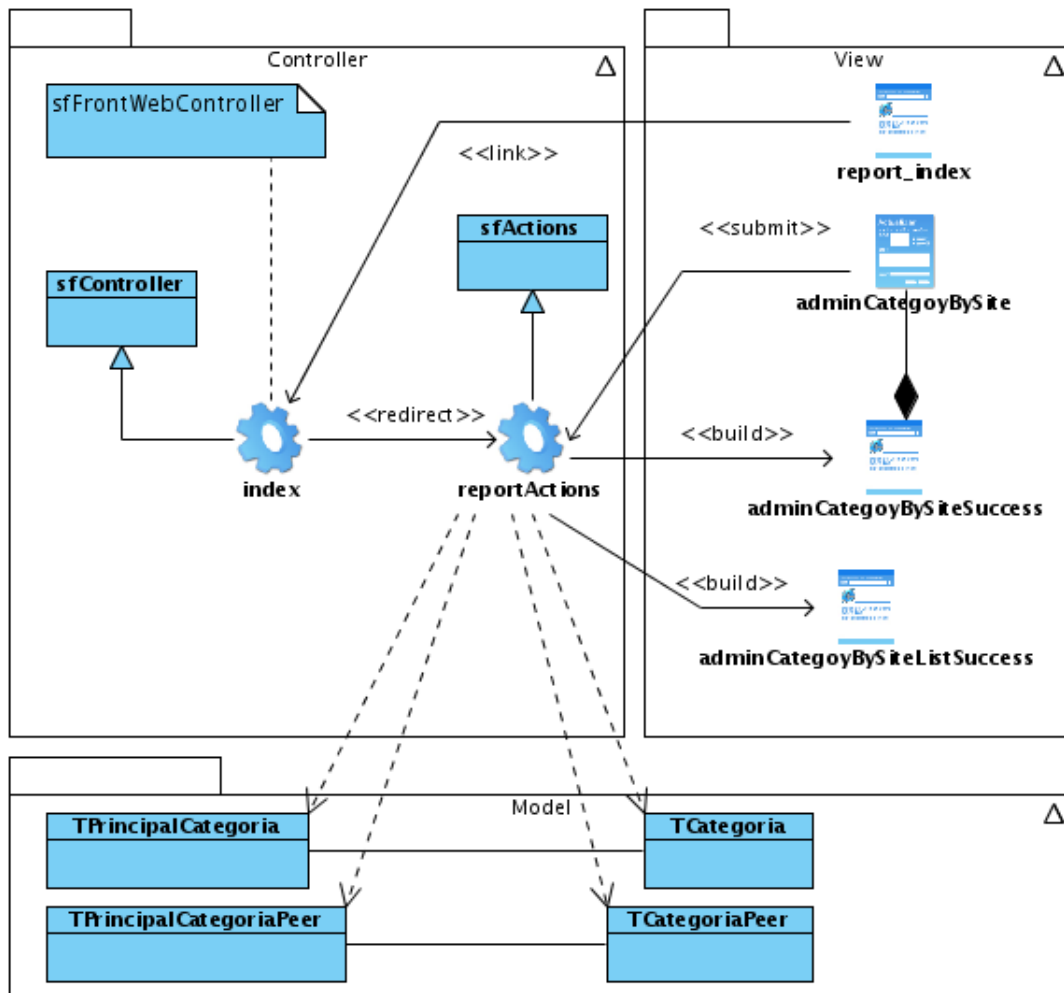 Controller
View
sfFrontWebController
<<link>>
report_index
sfActions
<<submit>>
sfController
adminCategoyBySite
<<redirect>>
<<build>>
index
reportActions
adminCategoyBySiteSuccess
<<build>>
adminCategoyBySiteListSuccess
Model
TPrincipalCategoria
TCategoria
TPrincipalCategoriaPeer
TCategoriaPeer